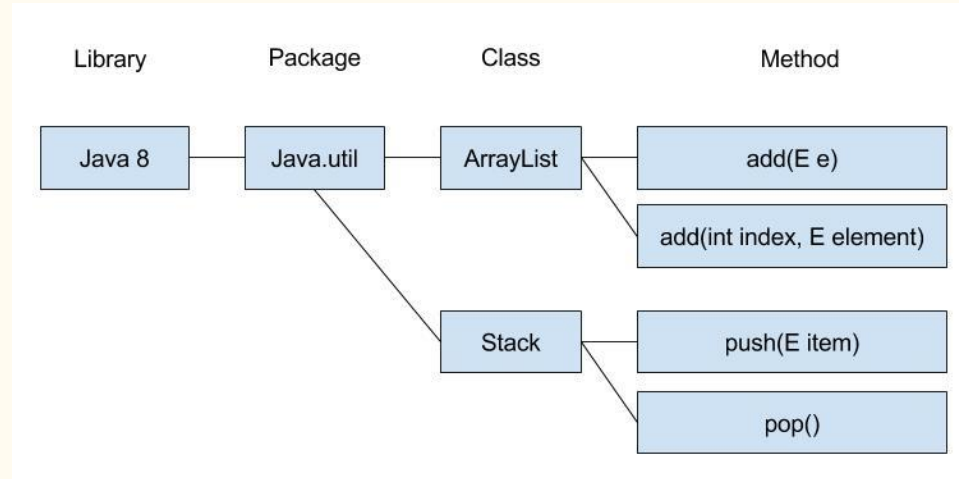 Library Package Class Method
Java 8 Java.util ArrayList add(E e)
add(int index, E element)
Stack push(E item)
pop()